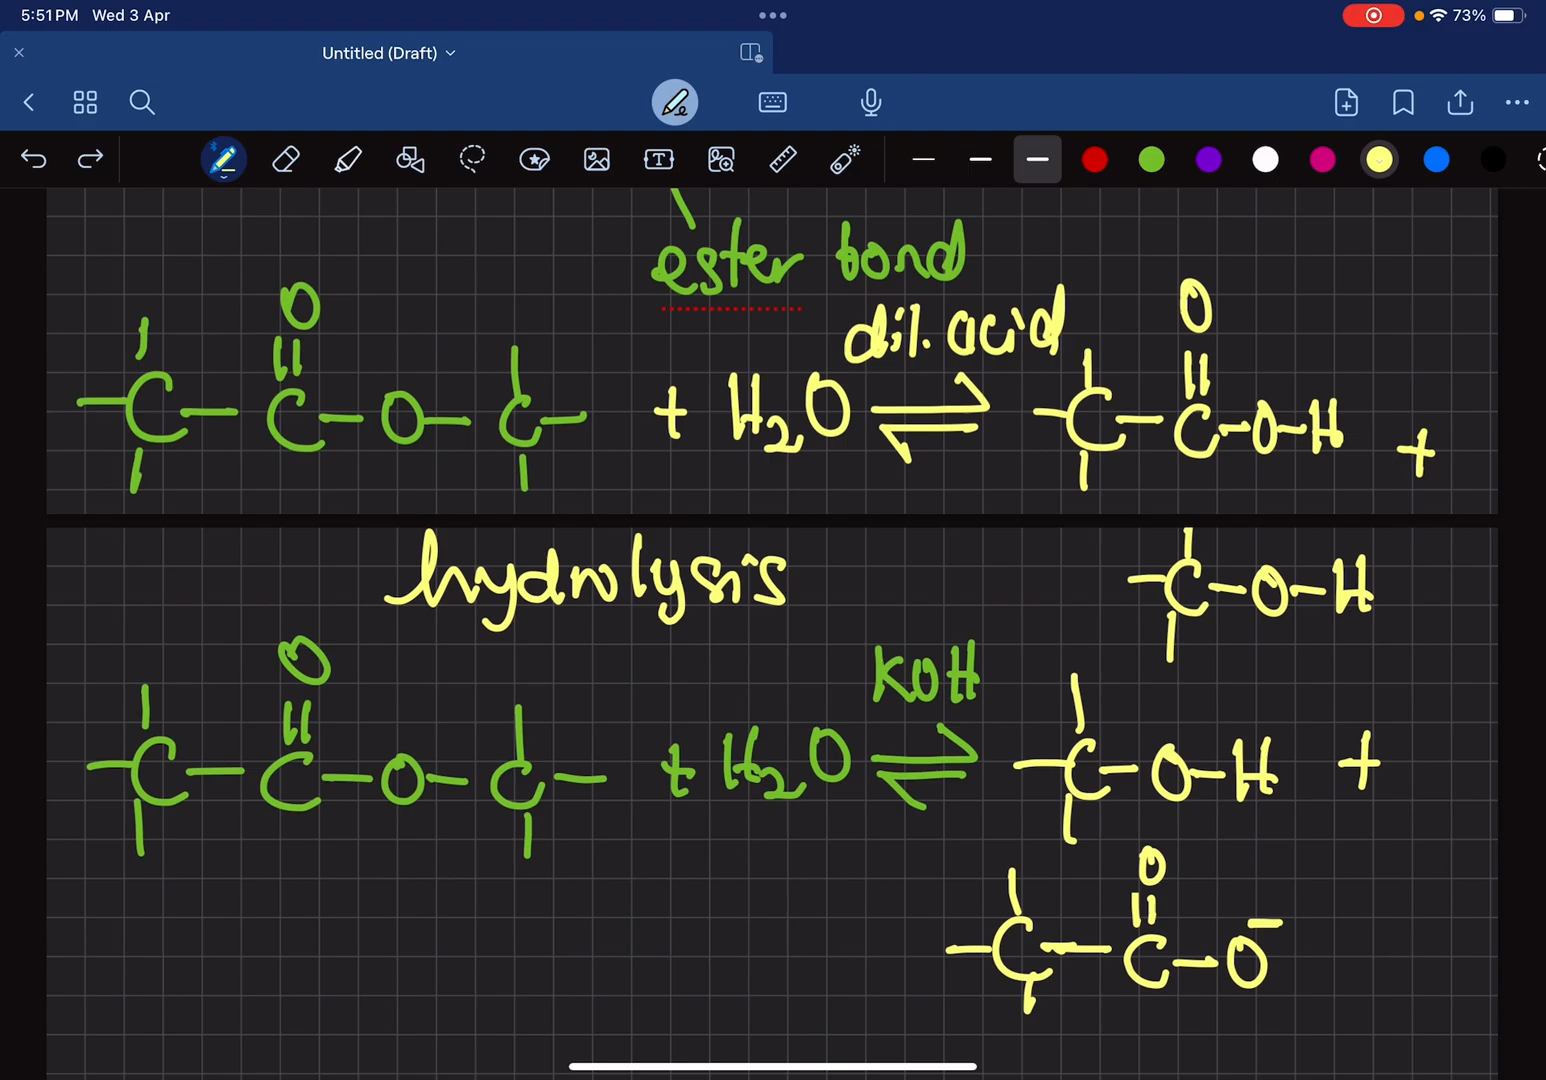 5:51 PM Wed 3 Apr
73%
Untitled (Draft)
ester bond
dil. acid
O O
C — C — O — C + H₂O ⇌ C — C — O — H +
hydrolysis
C — O — H
O
KOH
C — C — O — C + H₂O ⇌ C — O — H +
O
C — C — O⁻